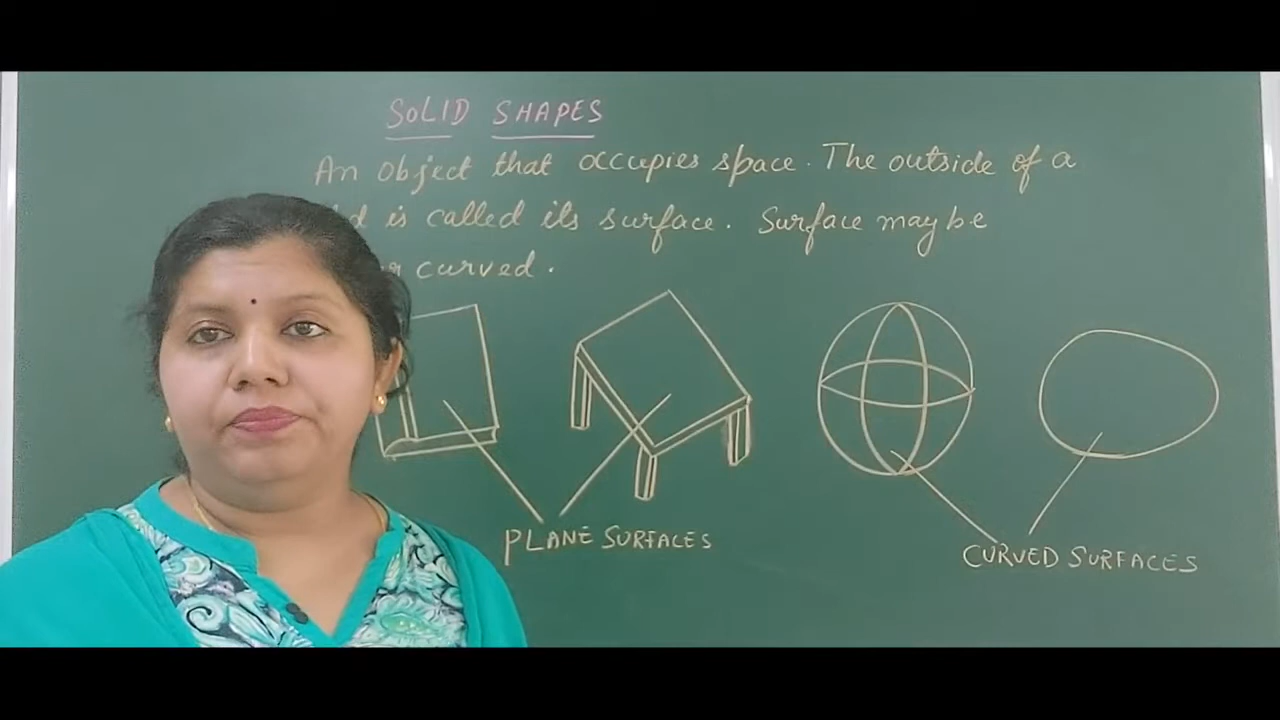 SOLID SHAPES
An object that occupies space. The outside of a
is called its surface. Surface may be
or curved.
PLANE SURFACES
CURVED SURFACES